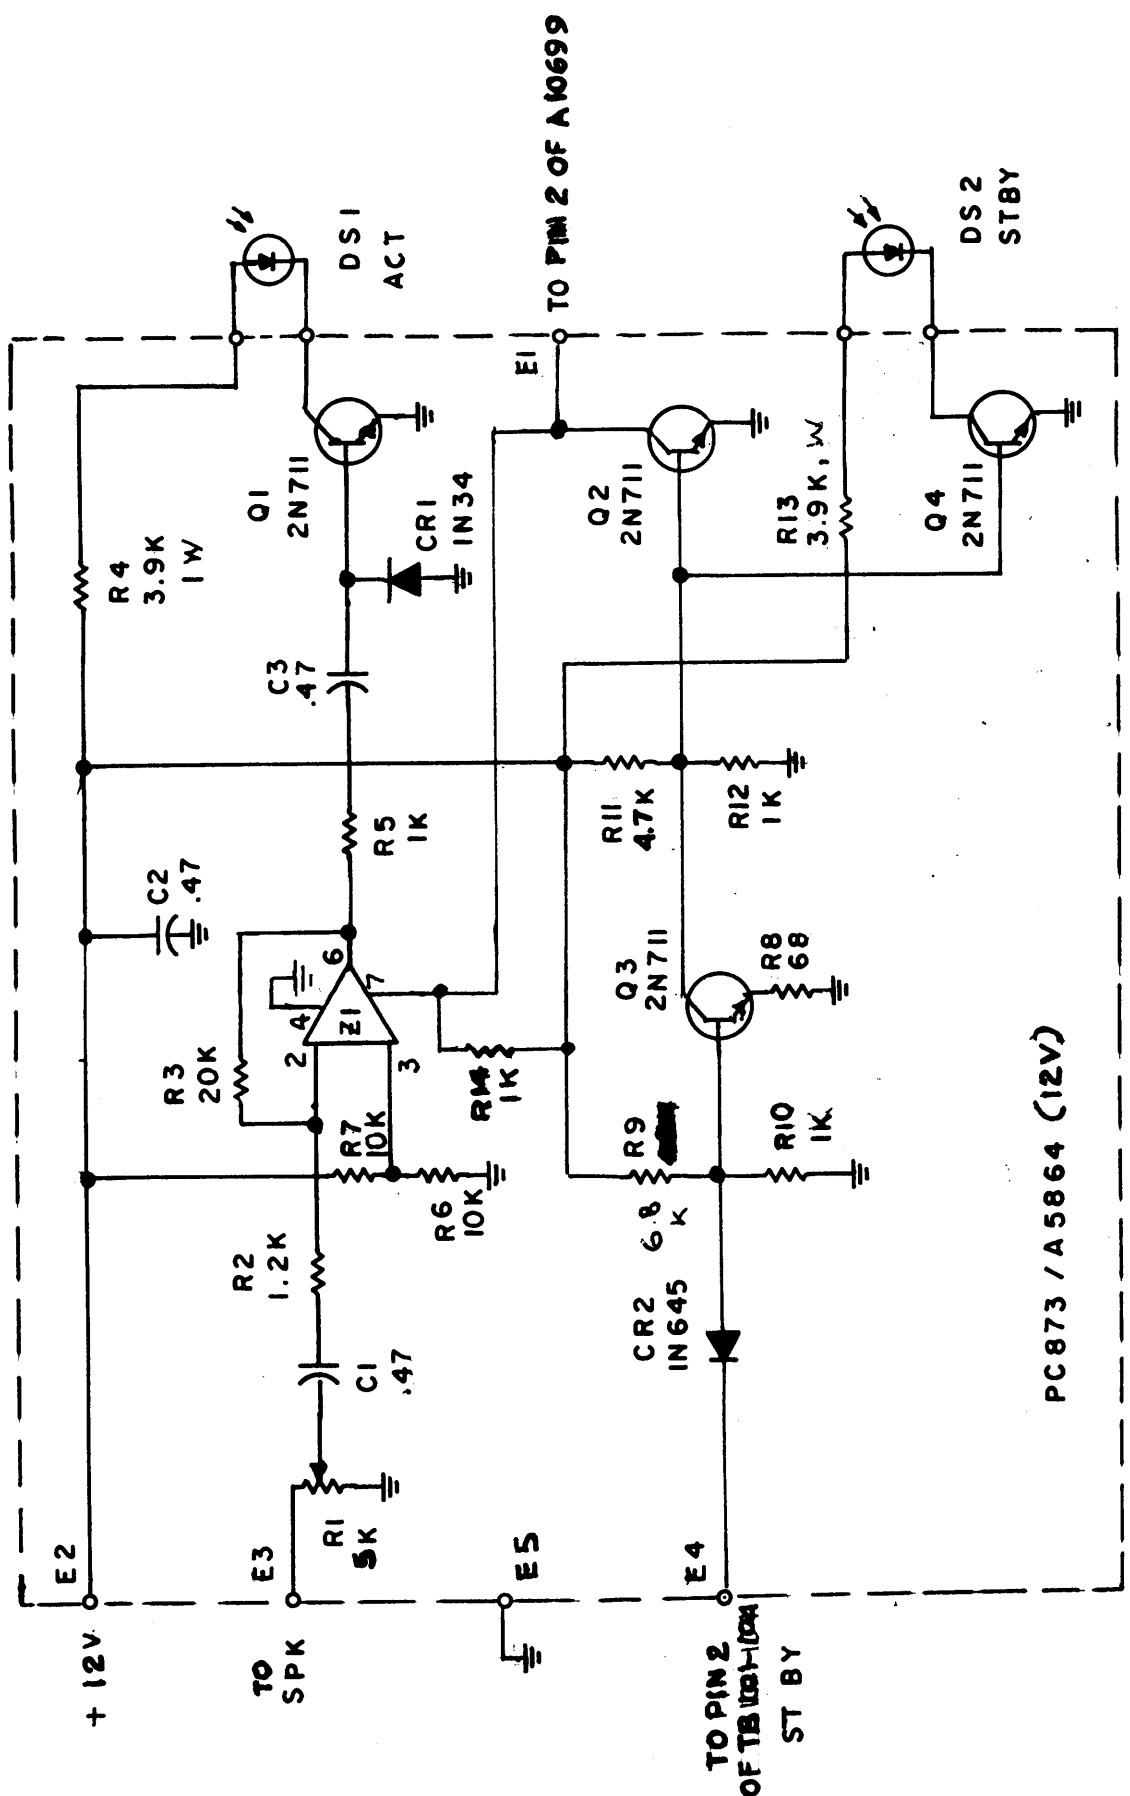 + 12V
E2
TO
SPK
E3
R1
5K
C1
.47
R2
1.2K
R3
20K
R7
10K
R6
10K
2
3
4
6
7
Z1
C2
.47
R5
1K
C3
.47
R4
3.9K
1W
Q1
2N711
CR1
1N34
DS1
ACT
E1
TO PIN 2 OF A10699
E5
R14
1K
R11
4.7K
R12
1K
Q2
2N711
R13
3.9K, W
Q4
2N711
DS2
STBY
Q3
2N711
R8
68
R9
6.8
K
R10
1K
CR2
1N645
E4
TO PIN 2
OF
ST BY
PC873 / A5864 (12V)